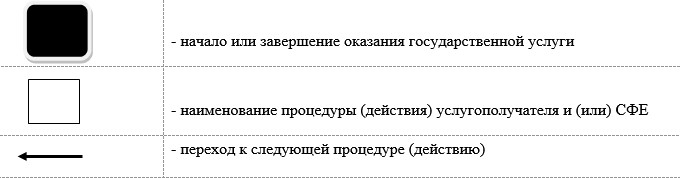 - начало или завершение оказания государственной услуги
- наименование процедуры (действия) услугополучателя и (или) СФЕ
- переход к следующей процедуре (действию)